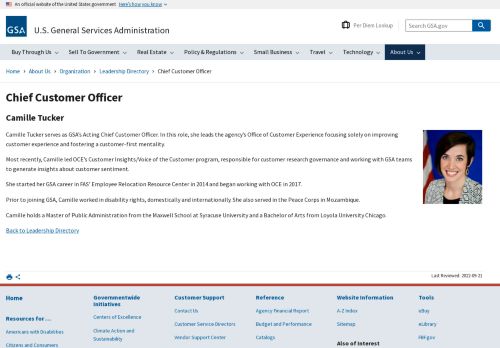 An official website of the United States government Here's how you know
GSA
U.S. General Services Administration
Per Diem Lookup
Search GSA.gov
Buy Through Us
Sell To Government
Real Estate
Policy & Regulations
Small Business
Travel
Technology
About Us
Home › About Us › Organization › Leadership Directory › Chief Customer Officer
Chief Customer Officer
Camille Tucker
Camille Tucker serves as GSA's Acting Chief Customer Officer. In this role, she leads the agency's Office of Customer Experience focusing solely on improving
customer experience and fostering a customer-first mentality.
Most recently, Camille led OCE's Customer Insights/Voice of the Customer program, responsible for customer research governance and working with GSA teams
to generate insights about customer sentiment.
She started her GSA career in FAS' Employee Relocation Resource Center in 2014 and began working with OCE in 2017.
Prior to joining GSA, Camille worked in disability rights, domestically and internationally. She also served in the Peace Corps in Mozambique.
Camille holds a Master of Public Administration from the Maxwell School at Syracuse University and a Bachelor of Arts from Loyola University Chicago.
Back to Leadership Directory
Last Reviewed: 2022-09-21
Home
Resources for ...
Americans with Disabilities
Citizens and Consumers
Governmentwide
Initiatives
Centers of Excellence
Climate Action and
Sustainability
Customer Support
Contact Us
Customer Service Directors
Vendor Support Center
Reference
Agency Financial Report
Budget and Performance
Catalogs
Website Information
A-Z Index
Sitemap
Also of Interest
Tools
eBuy
eLibrary
FBF.gov